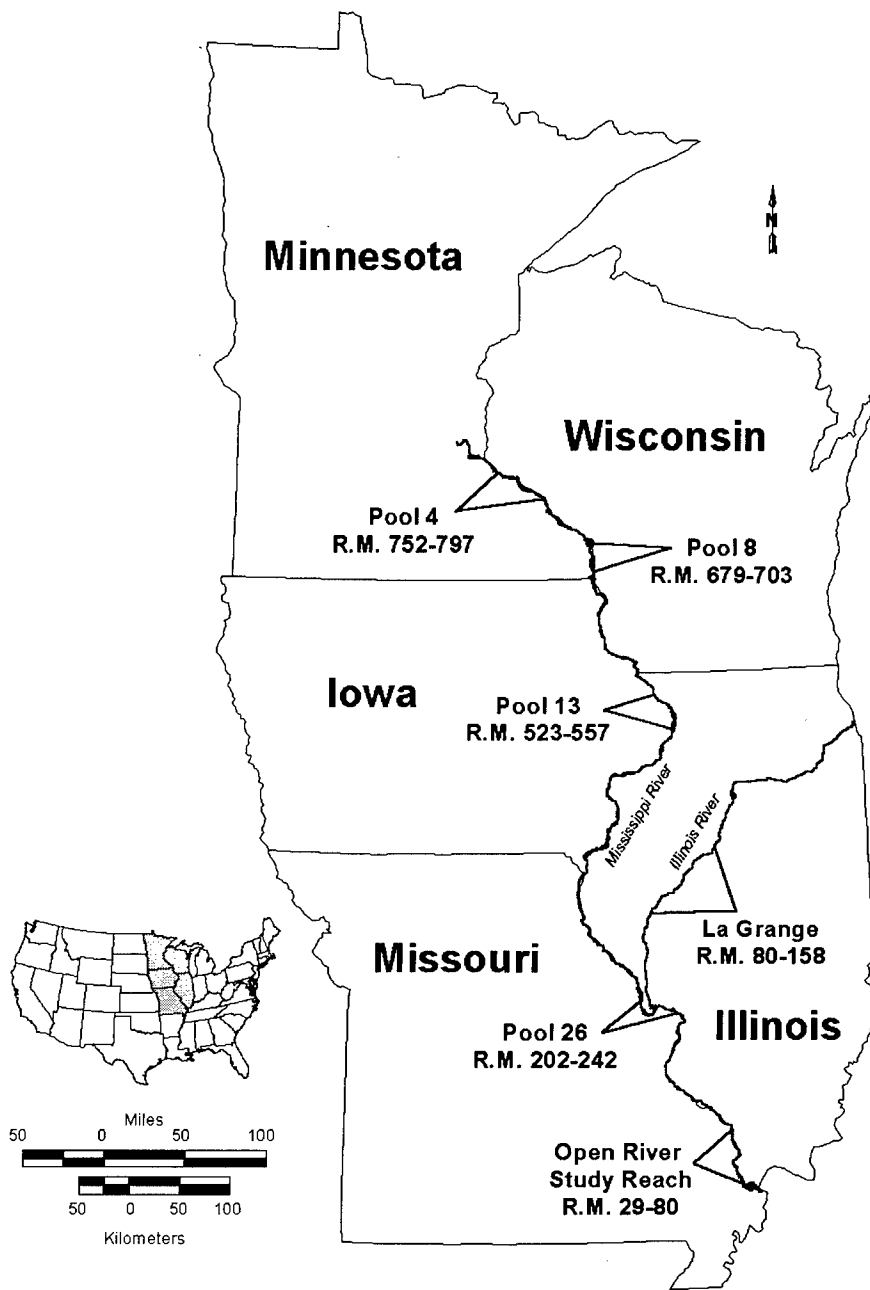 N
Minnesota
Wisconsin
Pool 4
R.M. 752-797
Pool 8
R.M. 679-703
Iowa
Pool 13
R.M. 523-557
Mississippi River
Illinois River
La Grange
R.M. 80-158
Missouri
Pool 26
R.M. 202-242
Illinois
Open River
Study Reach
R.M. 29-80
Miles
50 0 50 100
50 0 50 100
Kilometers